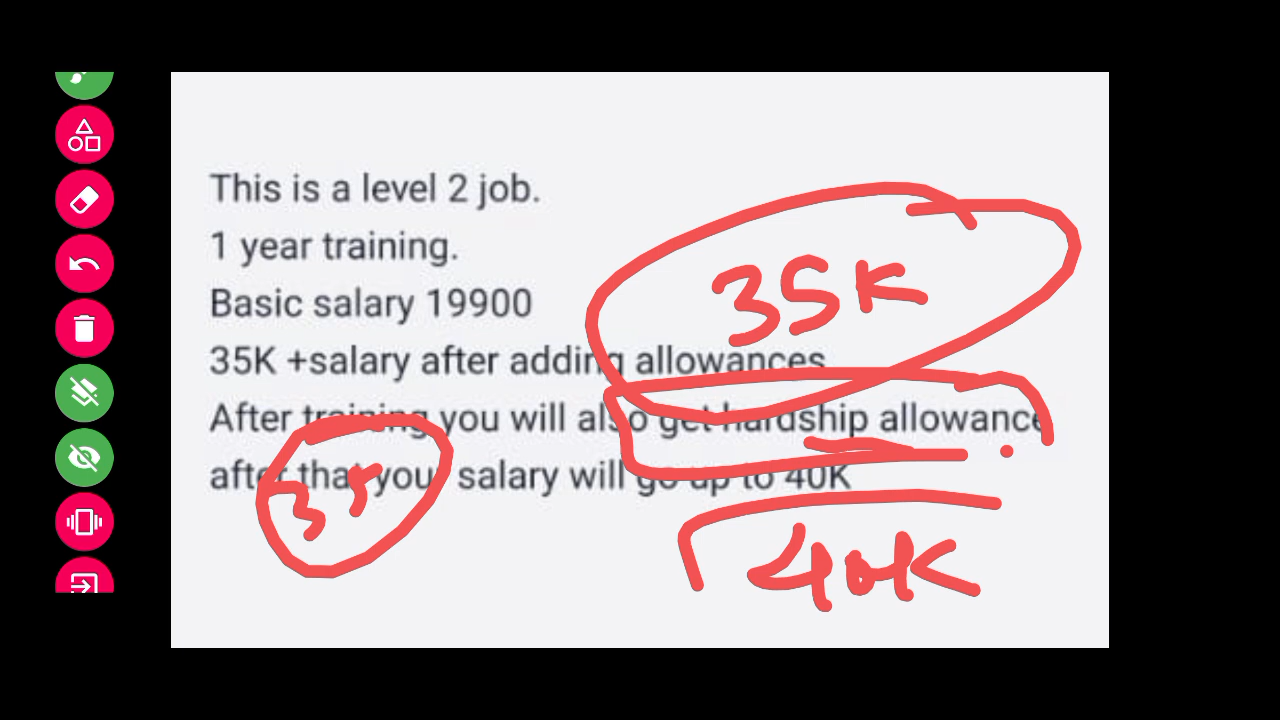 This is a level 2 job.
1 year training.
Basic salary 19900
35K
35K +salary after adding allowances
After training you will also get hardship allowance
after that your salary will go up to 40K
35
40K